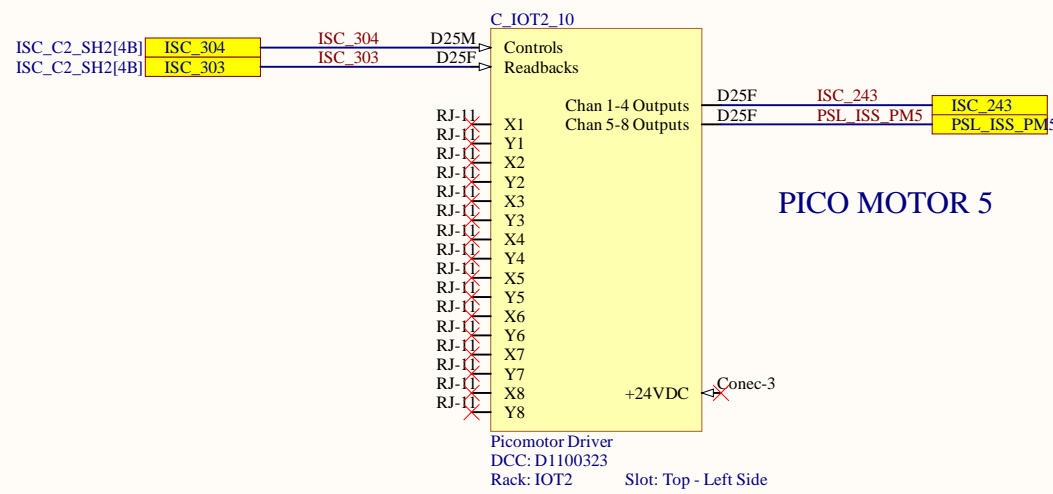 C_IOT2_10
ISC_C2_SH2[4B] ISC_304 ISC_304 D25M Controls
ISC_C2_SH2[4B] ISC_303 ISC_303 D25F Readbacks
Chan 1-4 Outputs D25F ISC_243 ISC_243
Chan 5-8 Outputs D25F PSL_ISS_PM5 PSL_ISS_PM5
RJ-11 X1
RJ-11 Y1
RJ-11 X2
RJ-11 Y2
RJ-11 X3
RJ-11 Y3
RJ-11 X4
RJ-11 Y4
RJ-11 X5
RJ-11 Y5
RJ-11 X6
RJ-11 Y6
RJ-11 X7
RJ-11 Y7
RJ-11 X8
RJ-11 Y8
PICO MOTOR 5
+24VDC Conec-3
Picomotor Driver
DCC: D1100323
Rack: IOT2 Slot: Top - Left Side